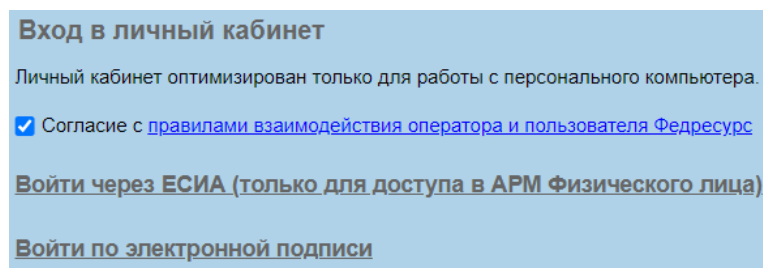 Вход в личный кабинет
Личный кабинет оптимизирован только для работы с персонального компьютера.
Согласие с правилами взаимодействия оператора и пользователя Федресурс
Войти через ЕСИА (только для доступа в АРМ Физического лица)
Войти по электронной подписи